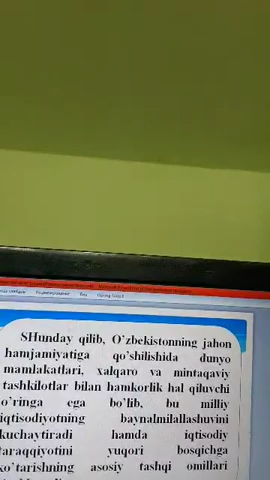 SHunday qilib, O'zbekistonning jahon
hamjamiyatiga qo'shilishida dunyo
mamlakatlari, xalqaro va mintaqaviy
tashkilotlar bilan hamkorlik hal qiluvchi
o'ringa ega bo'lib, bu milliy
iqtisodiyotning baynalmilallashuvini
kuchaytiradi hamda iqtisodiy
taraqqiyotini yuqori bosqichga
ko'tarishning asosiy tashqi omillari